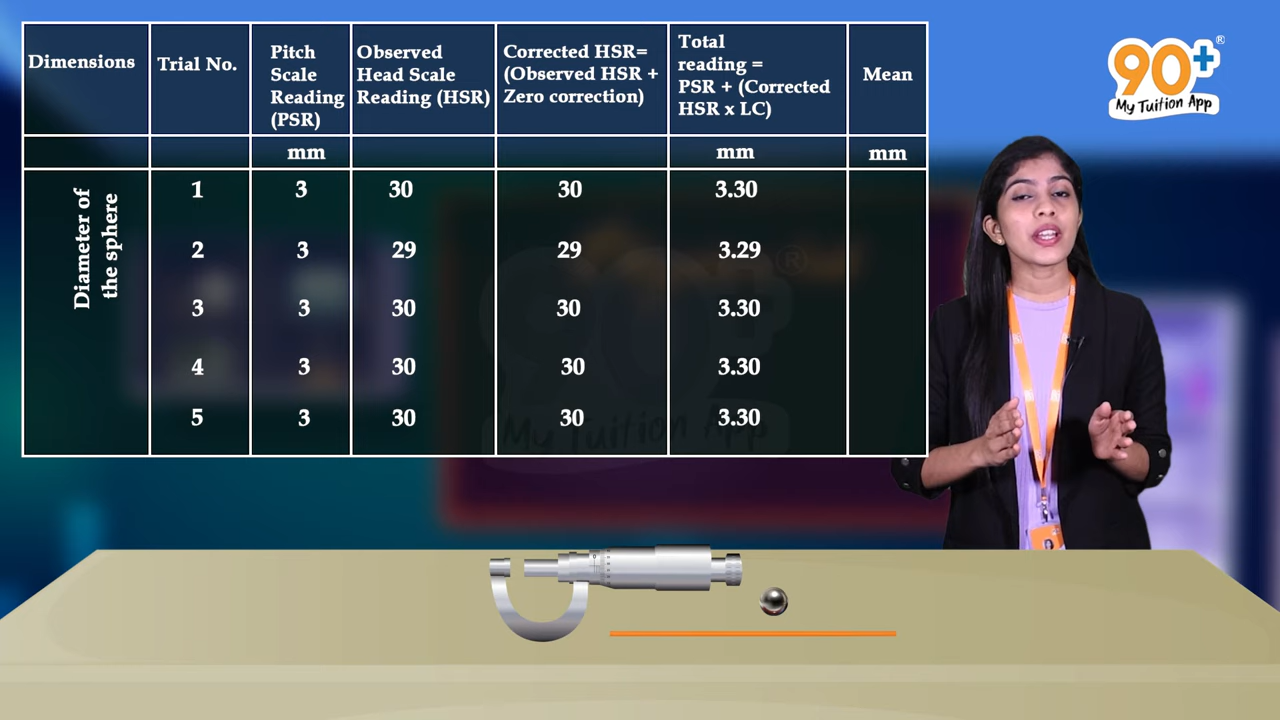 Dimensions
Trial No.
Pitch
Scale
Reading
(PSR)
Observed
Head Scale
Reading (HSR)
Corrected HSR=
(Observed HSR +
Zero correction)
Total
reading =
PSR + (Corrected
HSR x LC)
Mean
mm mm mm
Diameter of
the sphere
1 3 30 30 3.30
2 3 29 29 3.29
3 3 30 30 3.30
4 3 30 30 3.30
5 3 30 30 3.30
90+®
My Tuition App
®
My Tuition App